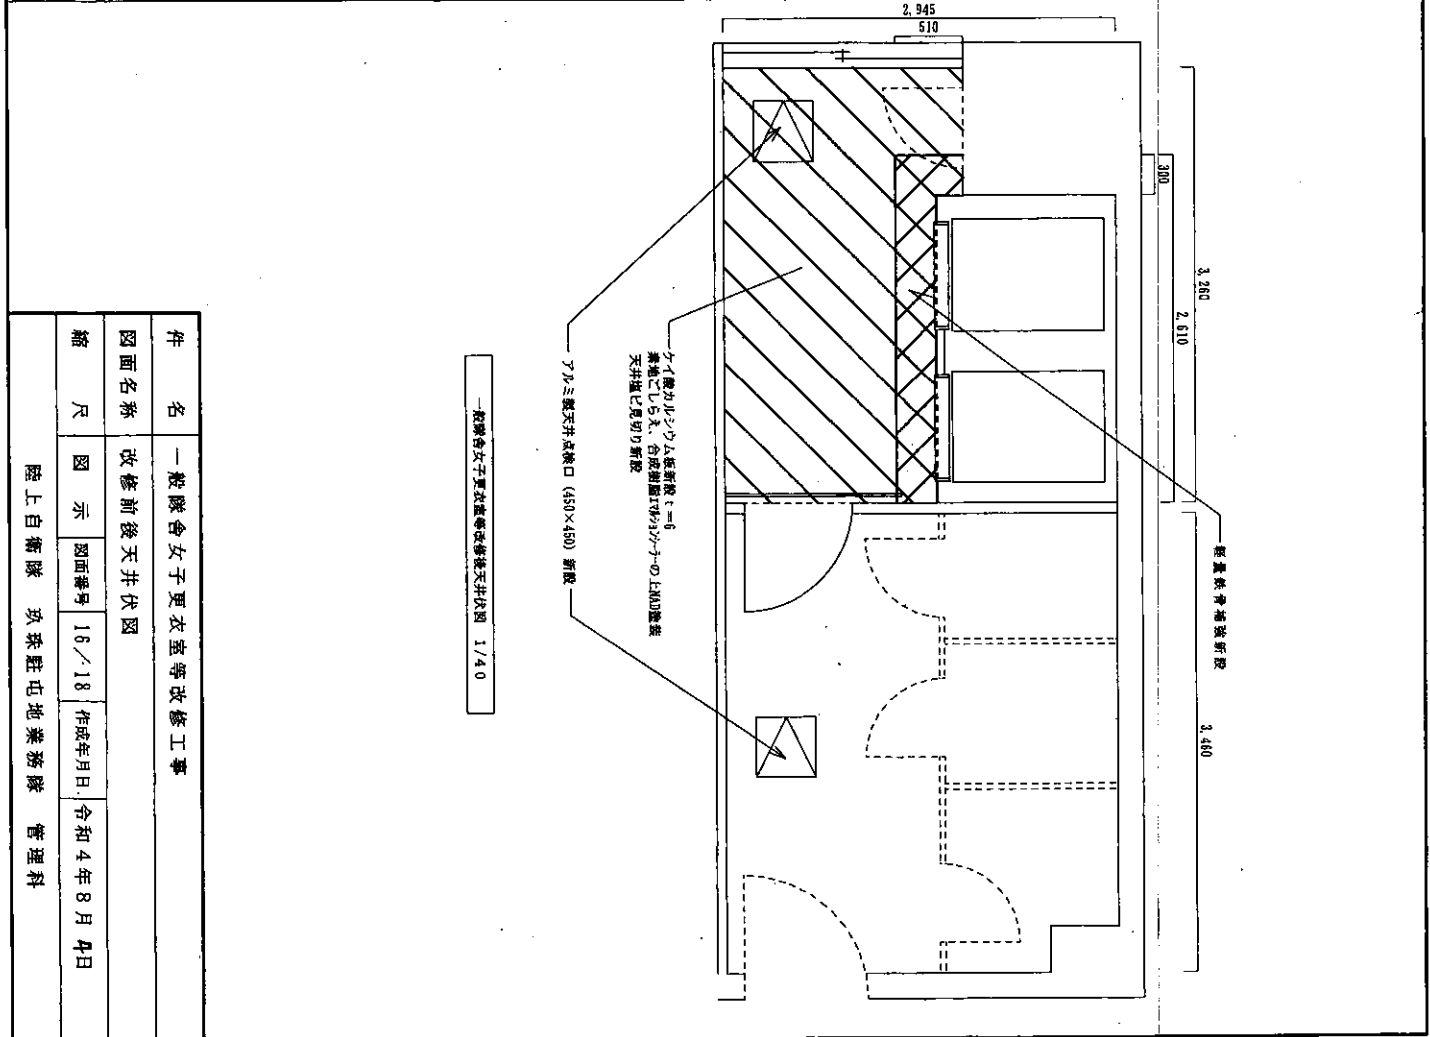 2,945
510
300
3,260
2,610
3,460
軽量鉄骨補強新設
ケイ酸カルシウム板新設 t=6
素地ごしらえ、合成樹脂エマルションシーラーの上NAD塗装
天井塩ビ見切り新設
アルミ製天井点検口 (450×450) 新設
一般隊舎女子更衣室等改修後天井伏図 1/40
件 名 一般隊舎女子更衣室等改修工事
図面名称 改修前後天井伏図
縮 尺 図 示 図面番号 16/18 作成年月日 令和4年8月 日
陸上自衛隊 玖珠駐屯地業務隊 管理科